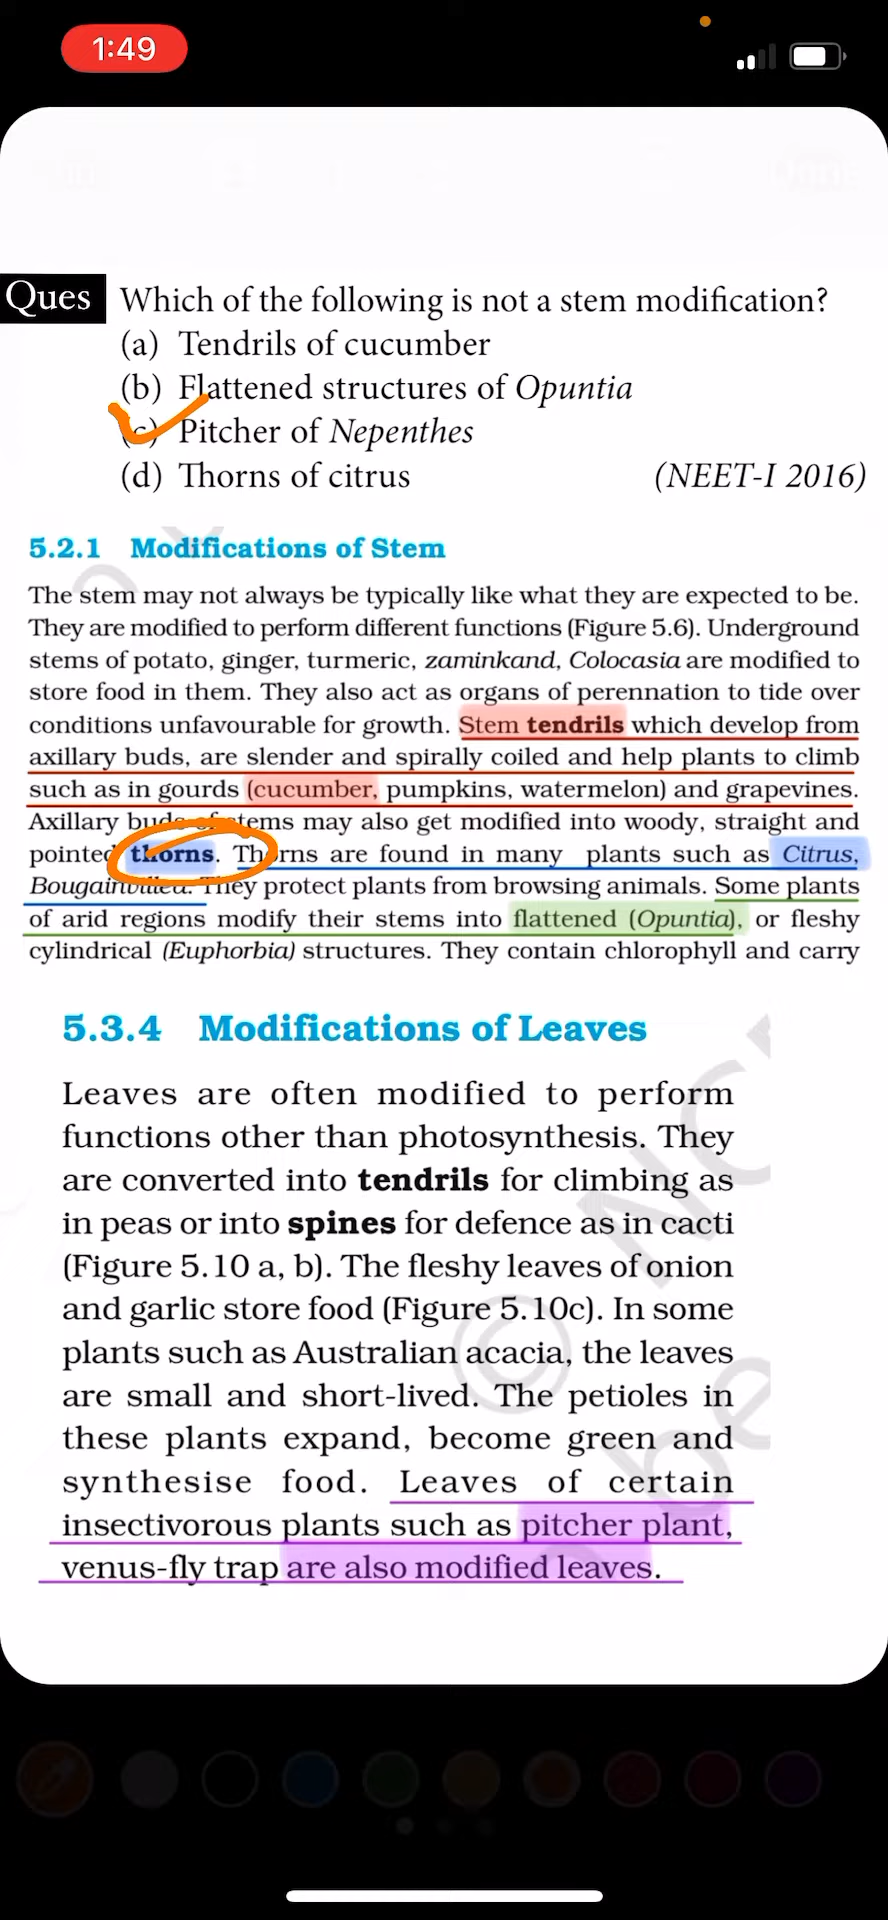 1:49
Ques Which of the following is not a stem modification?
(a) Tendrils of cucumber
(b) Flattened structures of Opuntia
(c) Pitcher of Nepenthes
(d) Thorns of citrus (NEET-I 2016)
5.2.1 Modifications of Stem
The stem may not always be typically like what they are expected to be.
They are modified to perform different functions (Figure 5.6). Underground
stems of potato, ginger, turmeric, zaminkand, Colocasia are modified to
store food in them. They also act as organs of perennation to tide over
conditions unfavourable for growth. Stem tendrils which develop from
axillary buds, are slender and spirally coiled and help plants to climb
such as in gourds (cucumber, pumpkins, watermelon) and grapevines.
Axillary buds of stems may also get modified into woody, straight and
pointed thorns. Thorns are found in many plants such as Citrus,
Bougainvillea. They protect plants from browsing animals. Some plants
of arid regions modify their stems into flattened (Opuntia), or fleshy
cylindrical (Euphorbia) structures. They contain chlorophyll and carry
5.3.4 Modifications of Leaves
Leaves are often modified to perform
functions other than photosynthesis. They
are converted into tendrils for climbing as
in peas or into spines for defence as in cacti
(Figure 5.10 a, b). The fleshy leaves of onion
and garlic store food (Figure 5.10c). In some
plants such as Australian acacia, the leaves
are small and short-lived. The petioles in
these plants expand, become green and
synthesise food. Leaves of certain
insectivorous plants such as pitcher plant,
venus-fly trap are also modified leaves.